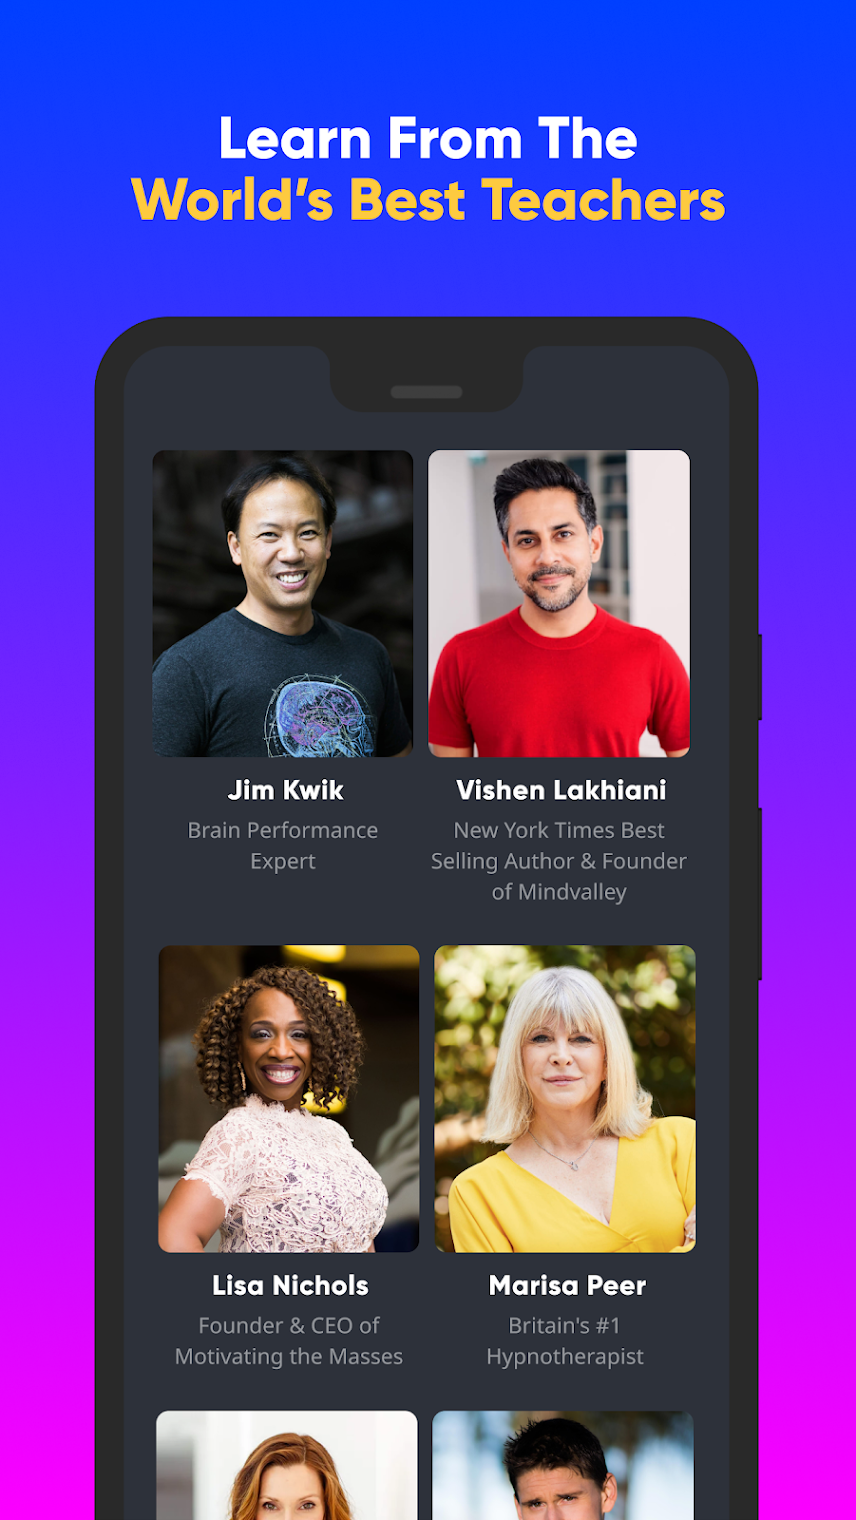 Learn From The
World's Best Teachers
Jim Kwik
Brain Performance
Expert
Vishen Lakhiani
New York Times Best
Selling Author & Founder
of Mindvalley
Lisa Nichols
Founder & CEO of
Motivating the Masses
Marisa Peer
Britain's #1
Hypnotherapist